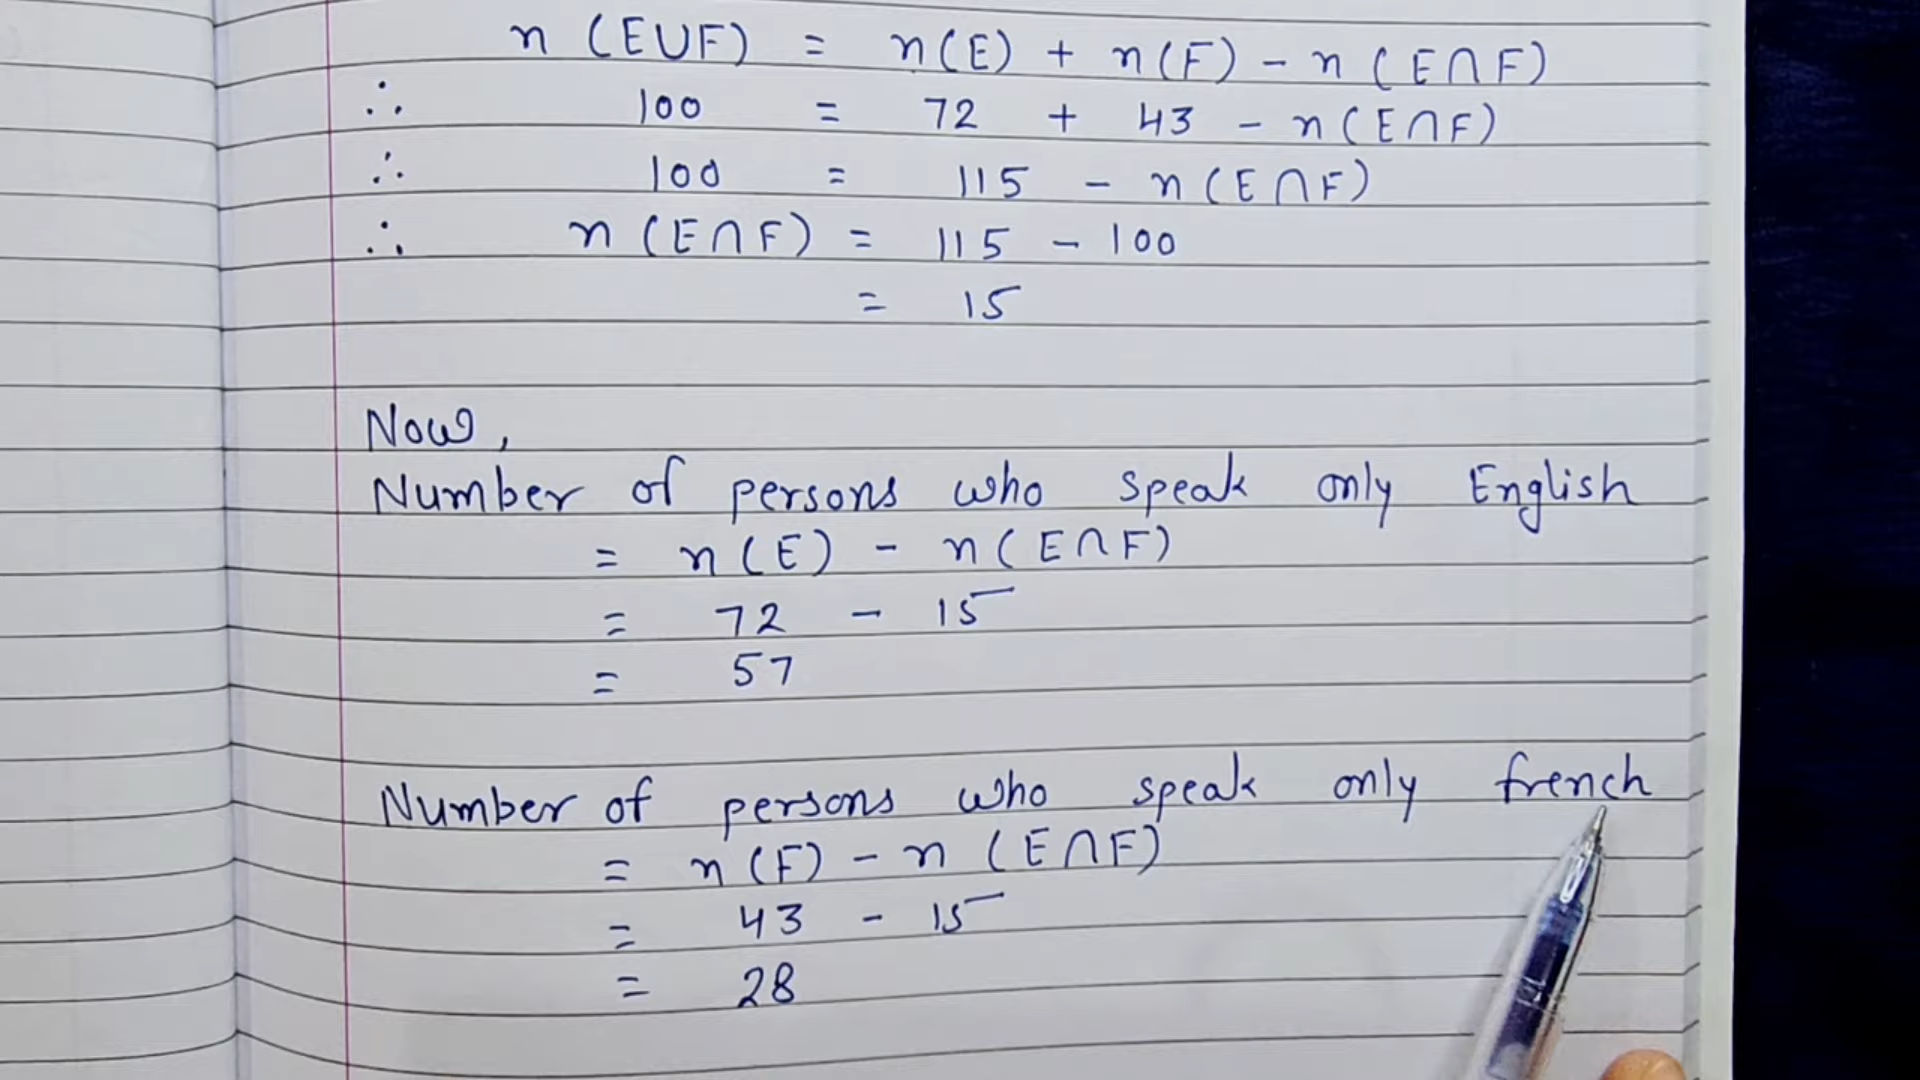 n (E∪F) = n(E) + n(F) - n (E∩F)
∴ 100 = 72 + 43 - n(E∩F)
∴ 100 = 115 - n(E∩F)
∴ n (E∩F) = 115 - 100
= 15
Now,
Number of persons who speak only English
= n(E) - n(E∩F)
= 72 - 15
= 57
Number of persons who speak only french
= n(F) - n (E∩F)
= 43 - 15
= 28